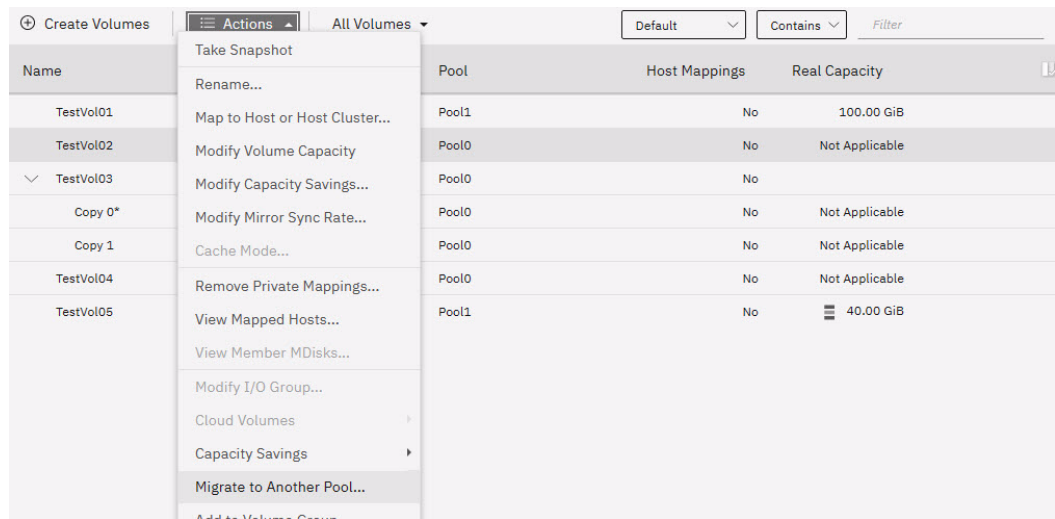 Create Volumes Actions All Volumes Default Contains Filter
Name Pool Host Mappings Real Capacity
TestVol01 Pool1 No 100.00 GiB
TestVol02 Pool0 No Not Applicable
TestVol03 Pool0 No
Copy 0* Pool0 No Not Applicable
Copy 1 Pool0 No Not Applicable
TestVol04 Pool0 No Not Applicable
TestVol05 Pool1 No 40.00 GiB
Take Snapshot
Rename...
Map to Host or Host Cluster...
Modify Volume Capacity
Modify Capacity Savings...
Modify Mirror Sync Rate...
Cache Mode...
Remove Private Mappings...
View Mapped Hosts...
View Member MDisks...
Modify I/O Group...
Cloud Volumes
Capacity Savings
Migrate to Another Pool...
Add to Volume Group